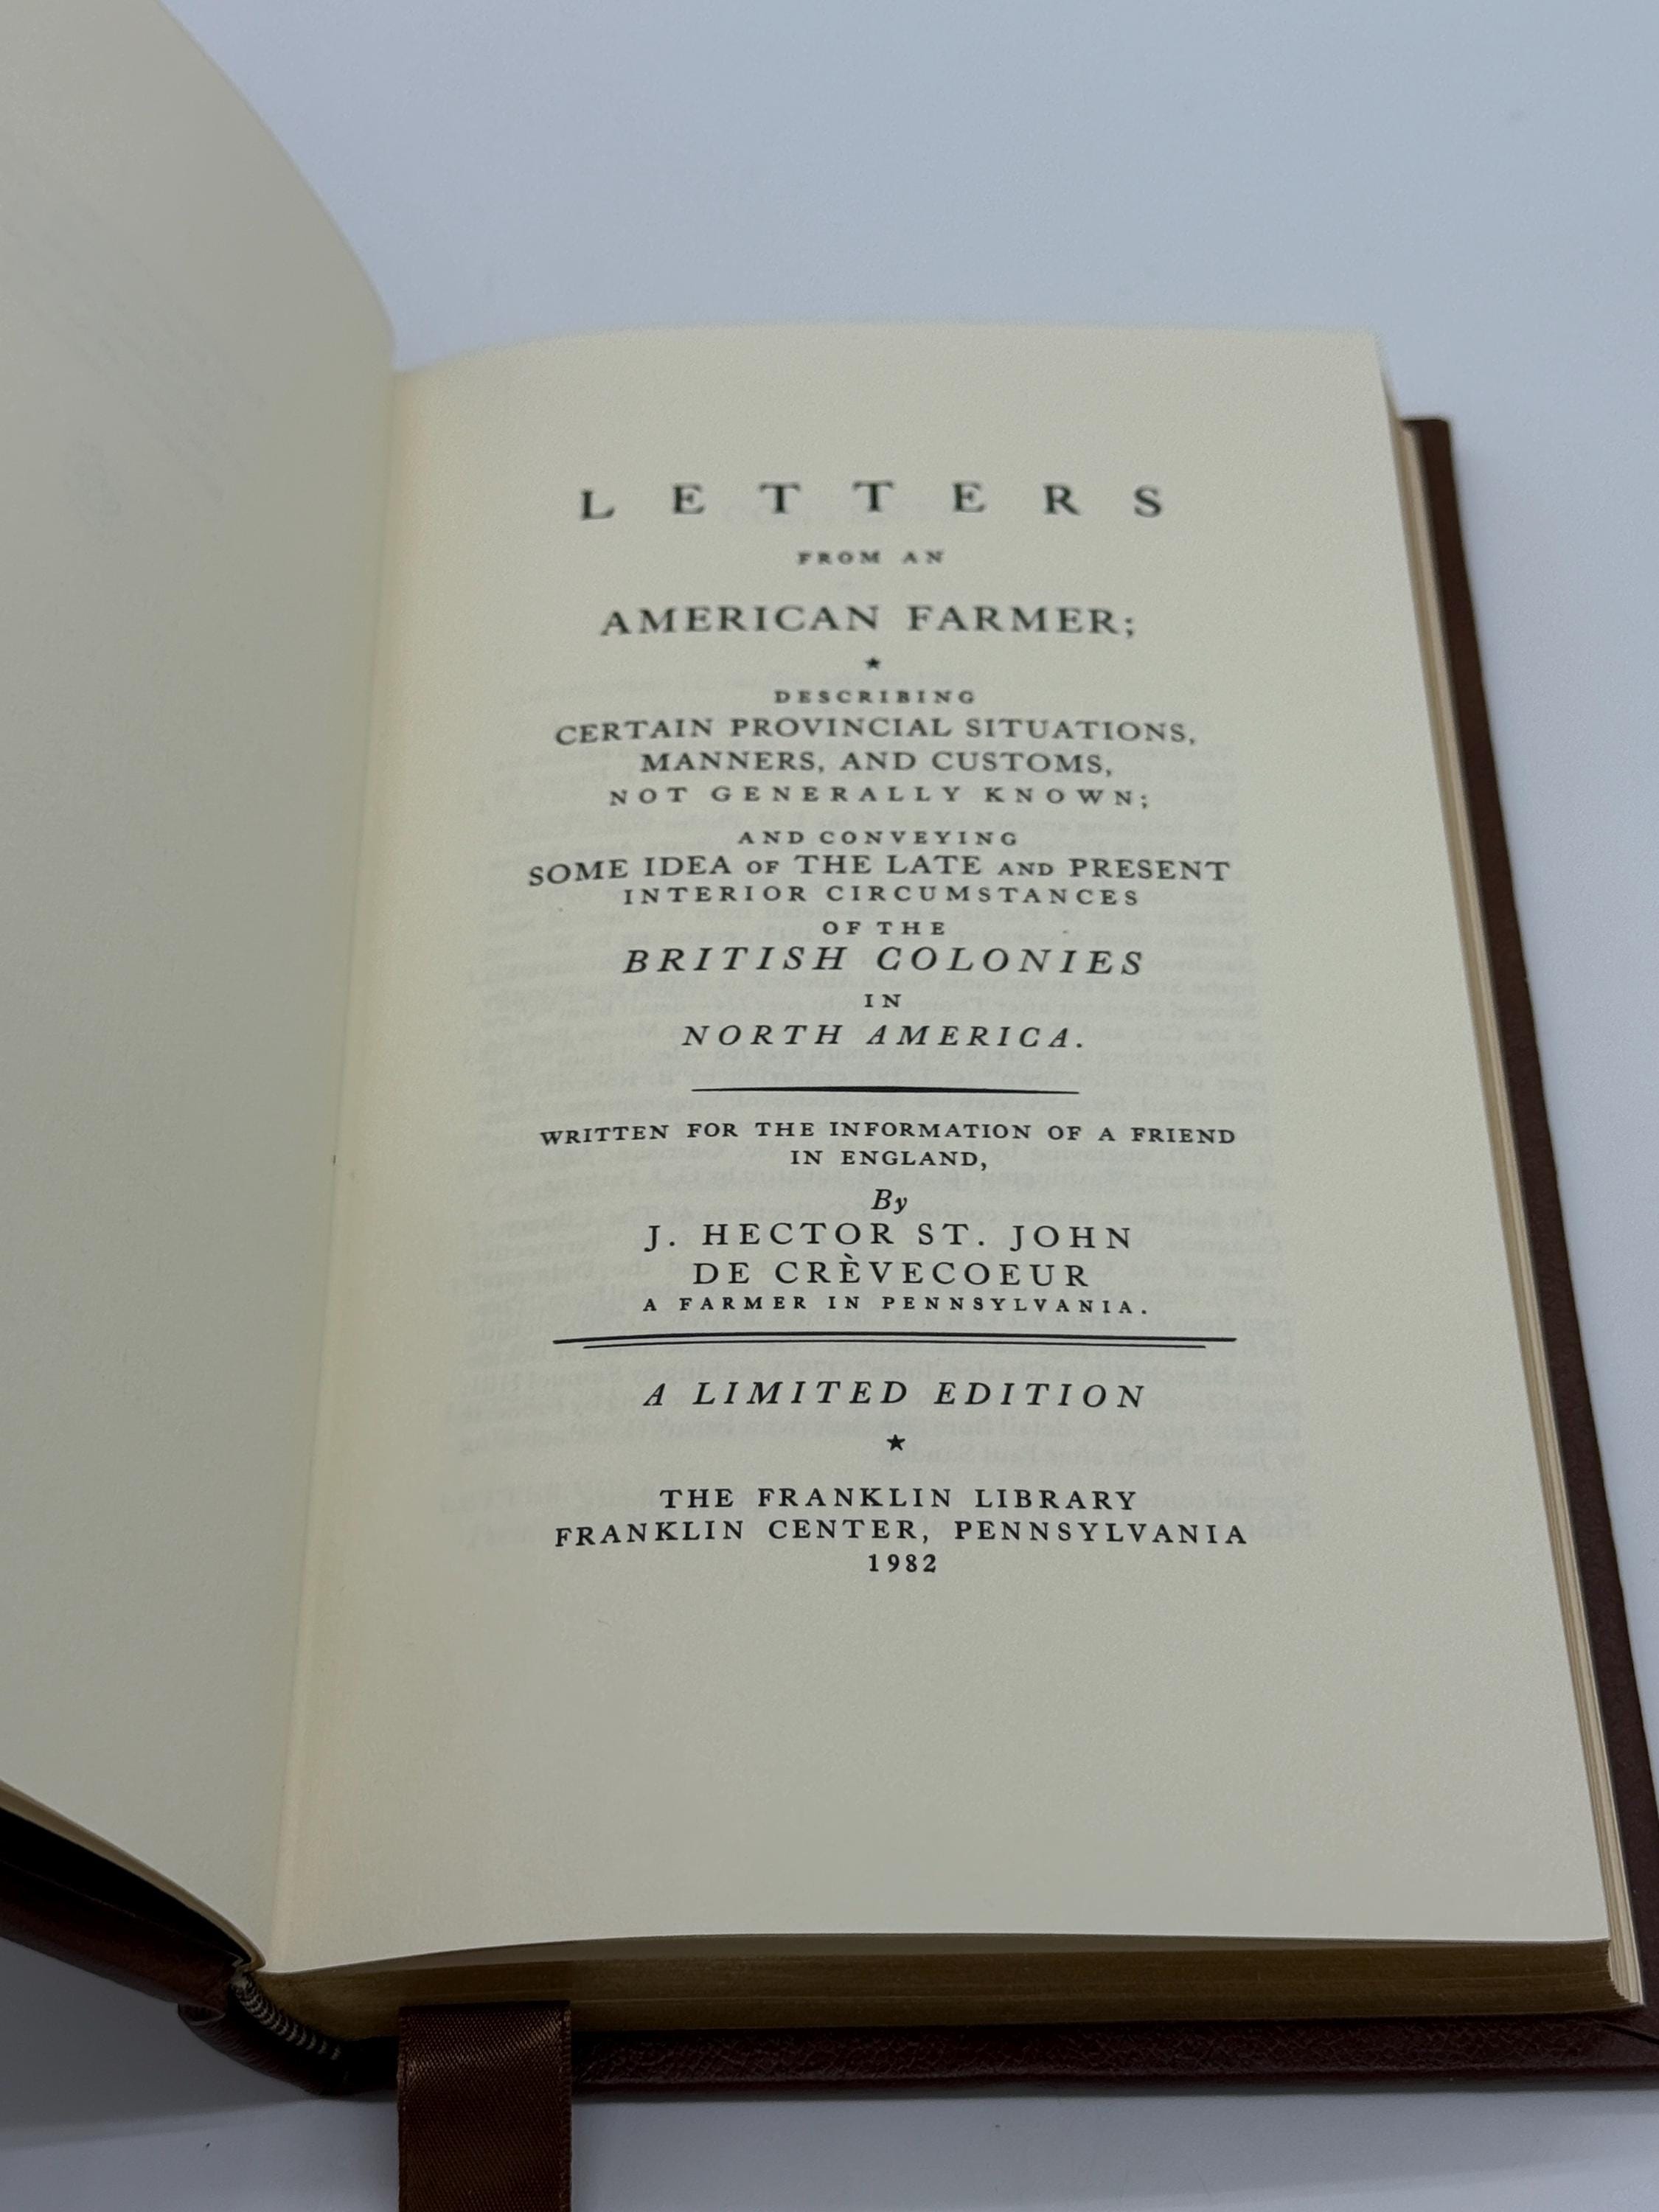 LETTERS
FROM AN
AMERICAN FARMER;
★
DESCRIBING
CERTAIN PROVINCIAL SITUATIONS,
MANNERS, AND CUSTOMS,
NOT GENERALLY KNOWN;
AND CONVEYING
SOME IDEA OF THE LATE AND PRESENT
INTERIOR CIRCUMSTANCES
OF THE
BRITISH COLONIES
IN
NORTH AMERICA.
WRITTEN FOR THE INFORMATION OF A FRIEND
IN ENGLAND,
By
J. HECTOR ST. JOHN
DE CRÈVECOEUR
A FARMER IN PENNSYLVANIA.
A LIMITED EDITION
★
THE FRANKLIN LIBRARY
FRANKLIN CENTER, PENNSYLVANIA
1982